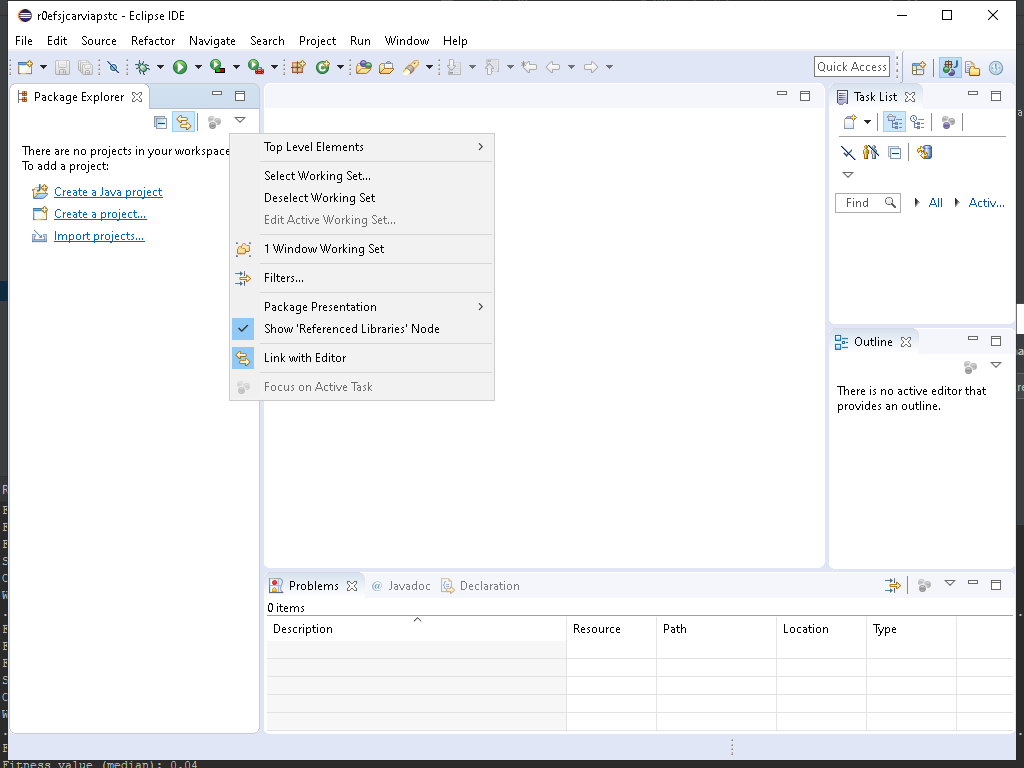 r0efsjcarviapstc - Eclipse IDE
File Edit Source Refactor Navigate Search Project Run Window Help
Quick Access
Package Explorer
Task List
There are no projects in your workspace
To add a project:
Create a Java project
Create a project...
Import projects...
Top Level Elements
Select Working Set...
Deselect Working Set
Edit Active Working Set...
1 Window Working Set
Filters...
Package Presentation
Show 'Referenced Libraries' Node
Link with Editor
Focus on Active Task
Find All Activ...
Outline
There is no active editor that
provides an outline.
Problems @ Javadoc Declaration
0 items
Description Resource Path Location Type
Fitness value (median): 0.04